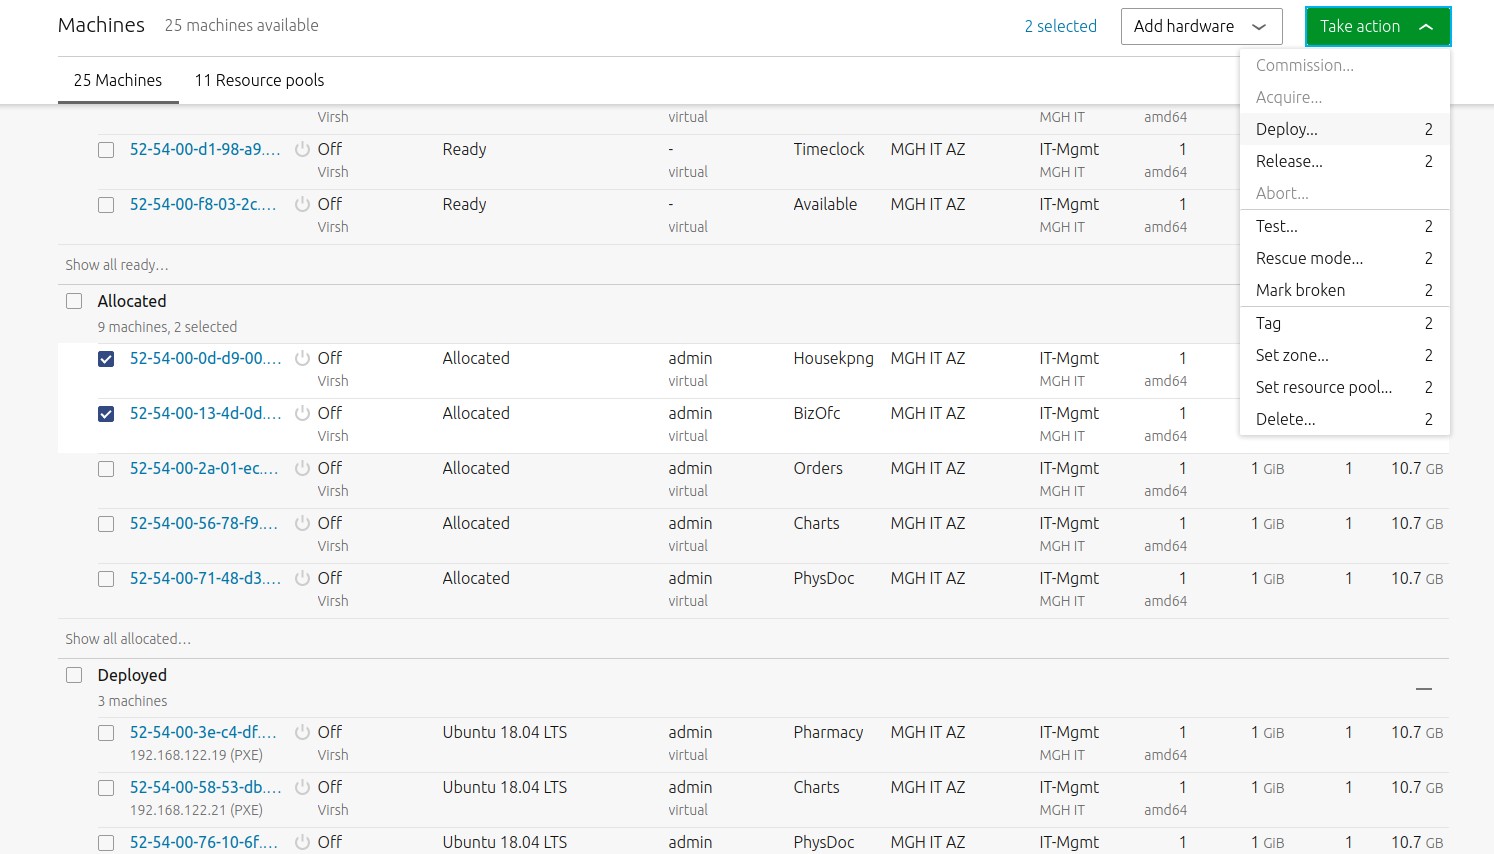 Machines 25 machines available 2 selected Add hardware Take action
25 Machines 11 Resource pools
Commission...
Acquire...
Deploy... 2
Release... 2
Abort...
Test... 2
Rescue mode... 2
Mark broken 2
Tag 2
Set zone... 2
Set resource pool... 2
Delete... 2
Virsh virtual MGH IT amd64
52-54-00-d1-98-a9.... Off Ready - Timeclock MGH IT AZ IT-Mgmt 1
Virsh virtual MGH IT amd64
52-54-00-f8-03-2c.... Off Ready - Available MGH IT AZ IT-Mgmt 1
Virsh virtual MGH IT amd64
Show all ready...
Allocated
9 machines, 2 selected
52-54-00-0d-d9-00.... Off Allocated admin Housekpng MGH IT AZ IT-Mgmt 1
Virsh virtual MGH IT amd64
52-54-00-13-4d-0d.... Off Allocated admin BizOfc MGH IT AZ IT-Mgmt 1
Virsh virtual MGH IT amd64
52-54-00-2a-01-ec.... Off Allocated admin Orders MGH IT AZ IT-Mgmt 1 1 GiB 1 10.7 GB
Virsh virtual MGH IT amd64
52-54-00-56-78-f9.... Off Allocated admin Charts MGH IT AZ IT-Mgmt 1 1 GiB 1 10.7 GB
Virsh virtual MGH IT amd64
52-54-00-71-48-d3.... Off Allocated admin PhysDoc MGH IT AZ IT-Mgmt 1 1 GiB 1 10.7 GB
Virsh virtual MGH IT amd64
Show all allocated...
Deployed
3 machines
52-54-00-3e-c4-df.... Off Ubuntu 18.04 LTS admin Pharmacy MGH IT AZ IT-Mgmt 1 1 GiB 1 10.7 GB
192.168.122.19 (PXE) Virsh virtual MGH IT amd64
52-54-00-58-53-db.... Off Ubuntu 18.04 LTS admin Charts MGH IT AZ IT-Mgmt 1 1 GiB 1 10.7 GB
192.168.122.21 (PXE) Virsh virtual MGH IT amd64
52-54-00-76-10-6f.... Off Ubuntu 18.04 LTS admin PhysDoc MGH IT AZ IT-Mgmt 1 1 GiB 1 10.7 GB